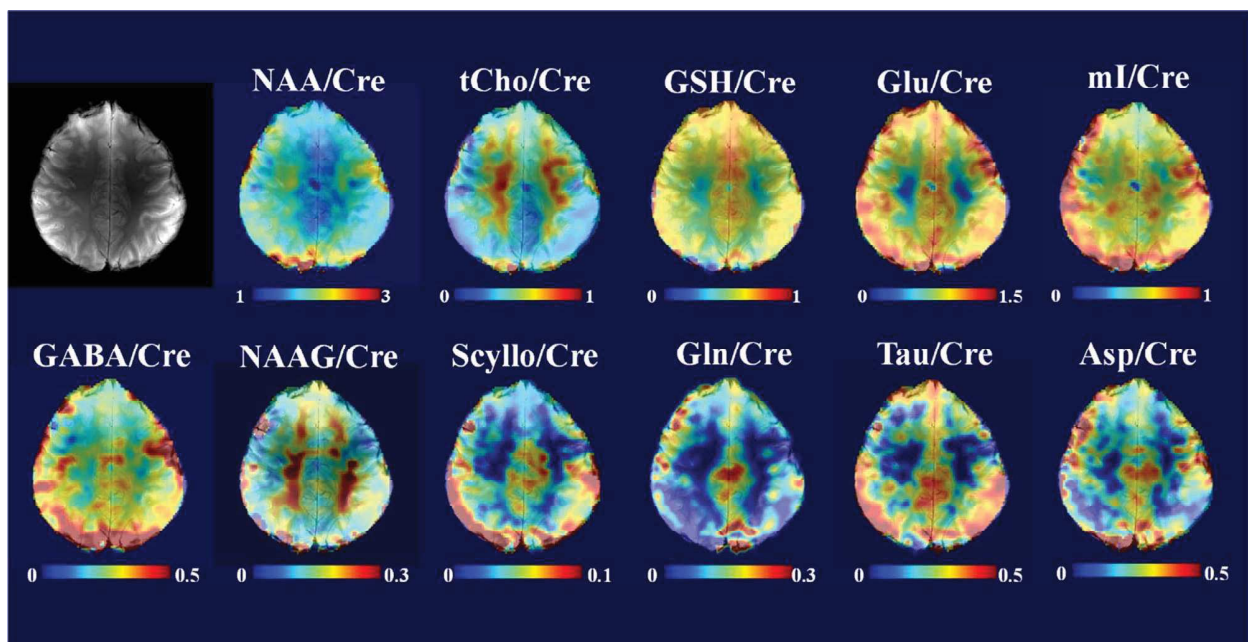 NAA/Cre tCho/Cre GSH/Cre Glu/Cre mI/Cre
1 3 0 1 0 1 0 1.5 0 1
GABA/Cre NAAG/Cre Scyllo/Cre Gln/Cre Tau/Cre Asp/Cre
0 0.5 0 0.3 0 0.1 0 0.3 0 0.5 0 0.5